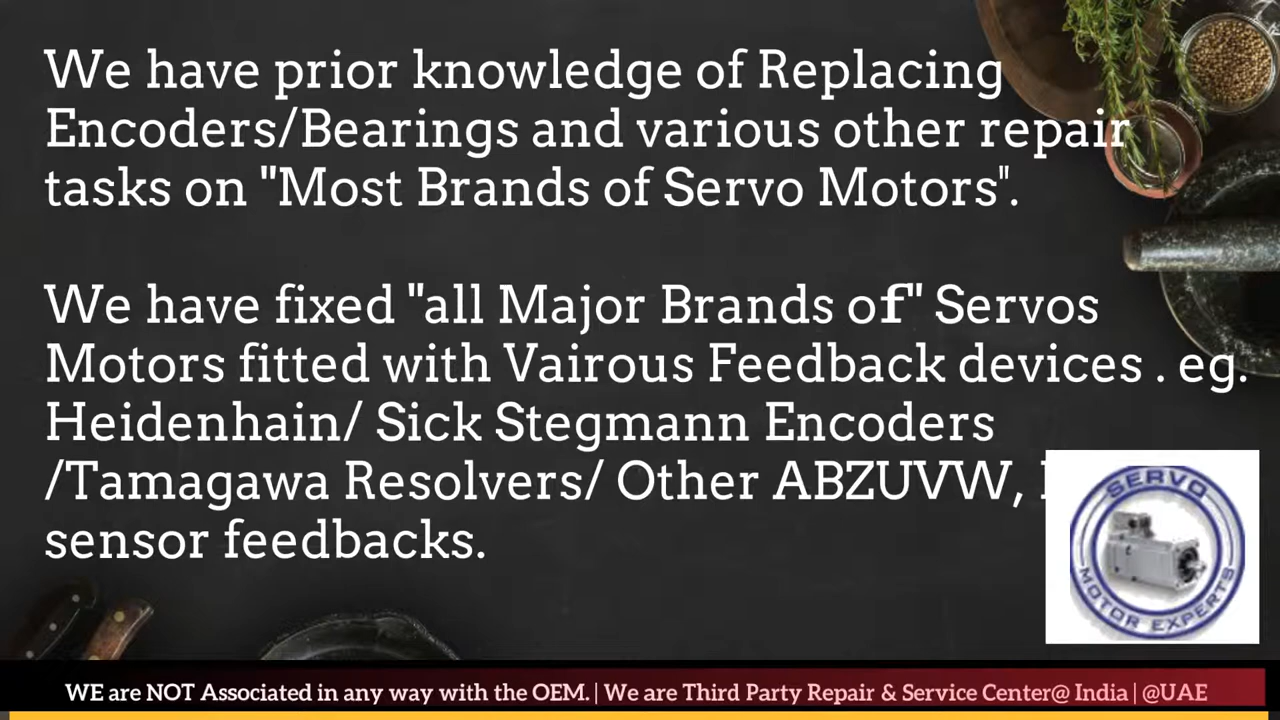 We have prior knowledge of Replacing
Encoders/Bearings and various other repair
tasks on "Most Brands of Servo Motors".
We have fixed "all Major Brands of" Servos
Motors fitted with Vairous Feedback devices . eg.
Heidenhain/ Sick Stegmann Encoders
/Tamagawa Resolvers/ Other ABZUVW,
sensor feedbacks.
SERVO
MOTOR EXPERTS
WE are NOT Associated in any way with the OEM. | We are Third Party Repair & Service Center@ India | @UAE